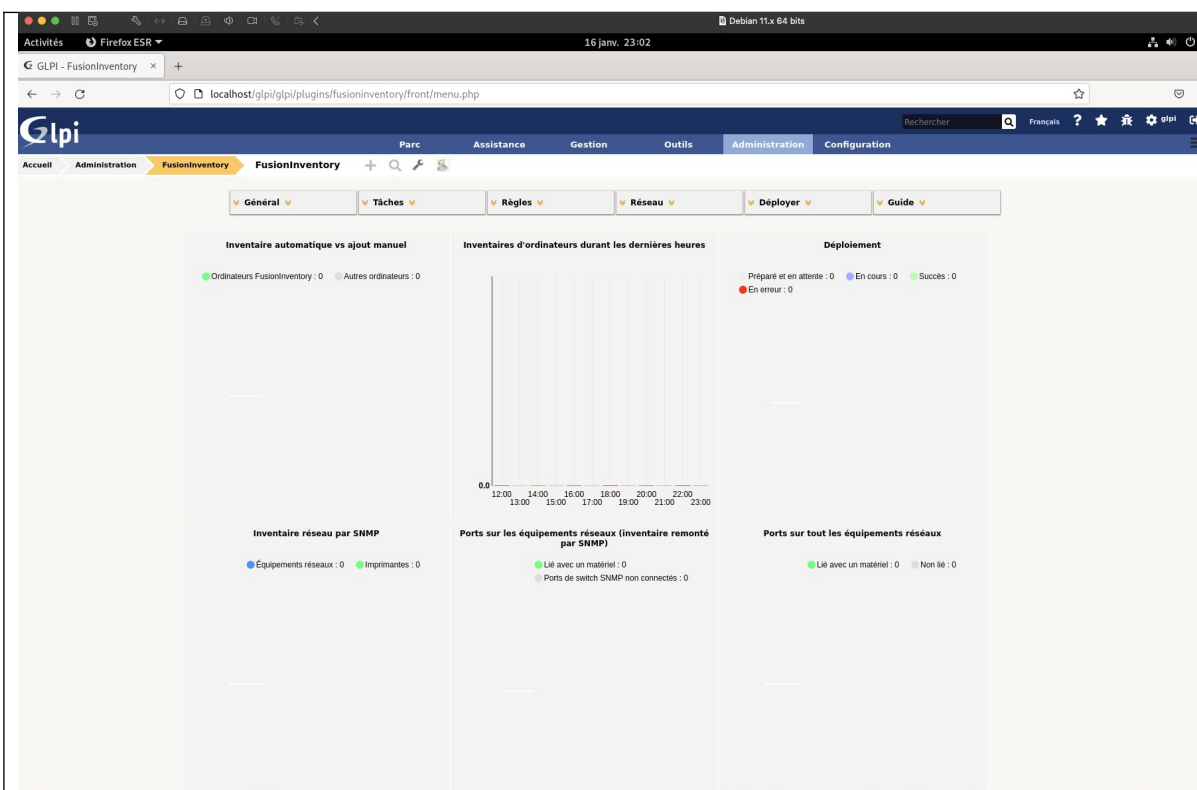 Debian 11.x 64 bits
Activités Firefox ESR 16 janv. 23:02
GLPI - FusionInventory × +
localhost/glpi/glpi/plugins/fusioninventory/front/menu.php
Glpi Rechercher Français ? glpi
Parc Assistance Gestion Outils Administration Configuration
Accueil Administration FusionInventory FusionInventory
Général Tâches Règles Réseau Déployer Guide
Inventaire automatique vs ajout manuel
Ordinateurs FusionInventory : 0 Autres ordinateurs : 0
Inventaires d'ordinateurs durant les dernières heures
0.0
12:00 14:00 16:00 18:00 20:00 22:00
13:00 15:00 17:00 19:00 21:00 23:00
Déploiement
Préparé et en attente : 0 En cours : 0 Succès : 0
En erreur : 0
Inventaire réseau par SNMP
Équipements réseaux : 0 Imprimantes : 0
Ports sur les équipements réseaux (inventaire remonté
par SNMP)
Lié avec un matériel : 0
Ports de switch SNMP non connectés : 0
Ports sur tout les équipements réséaux
Lié avec un matériel : 0 Non lié : 0